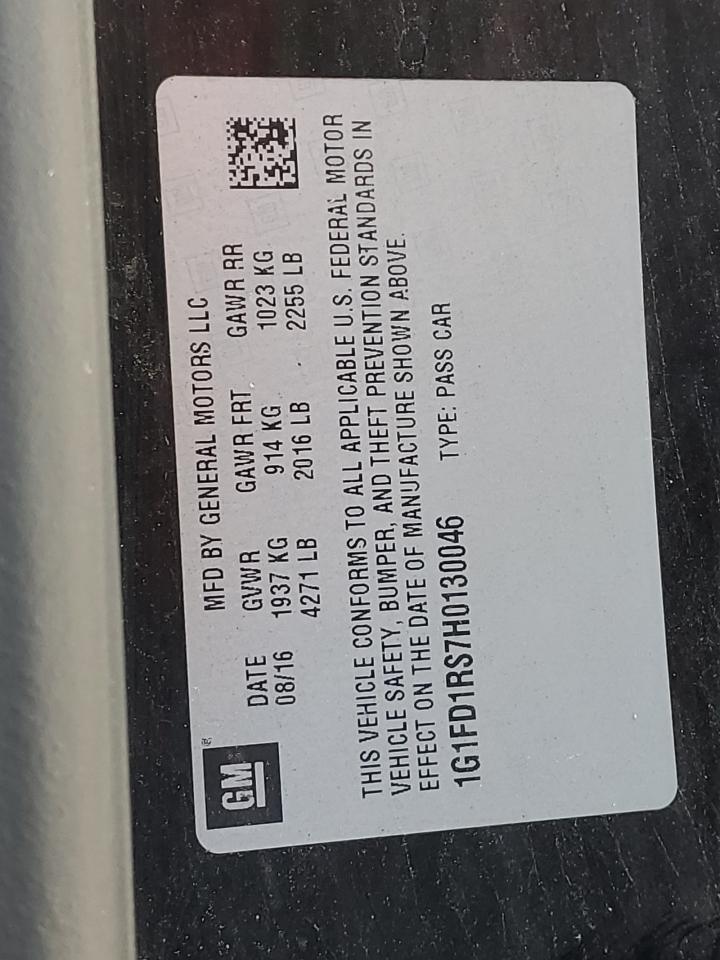 GM
MFD BY GENERAL MOTORS LLC
DATE GVWR GAWR FRT GAWR RR
08/16 1937 KG 914 KG 1023 KG
4271 LB 2016 LB 2255 LB
THIS VEHICLE CONFORMS TO ALL APPLICABLE U.S. FEDERAL MOTOR
VEHICLE SAFETY, BUMPER, AND THEFT PREVENTION STANDARDS IN
EFFECT ON THE DATE OF MANUFACTURE SHOWN ABOVE.
1G1FD1RS7H0130046 TYPE: PASS CAR